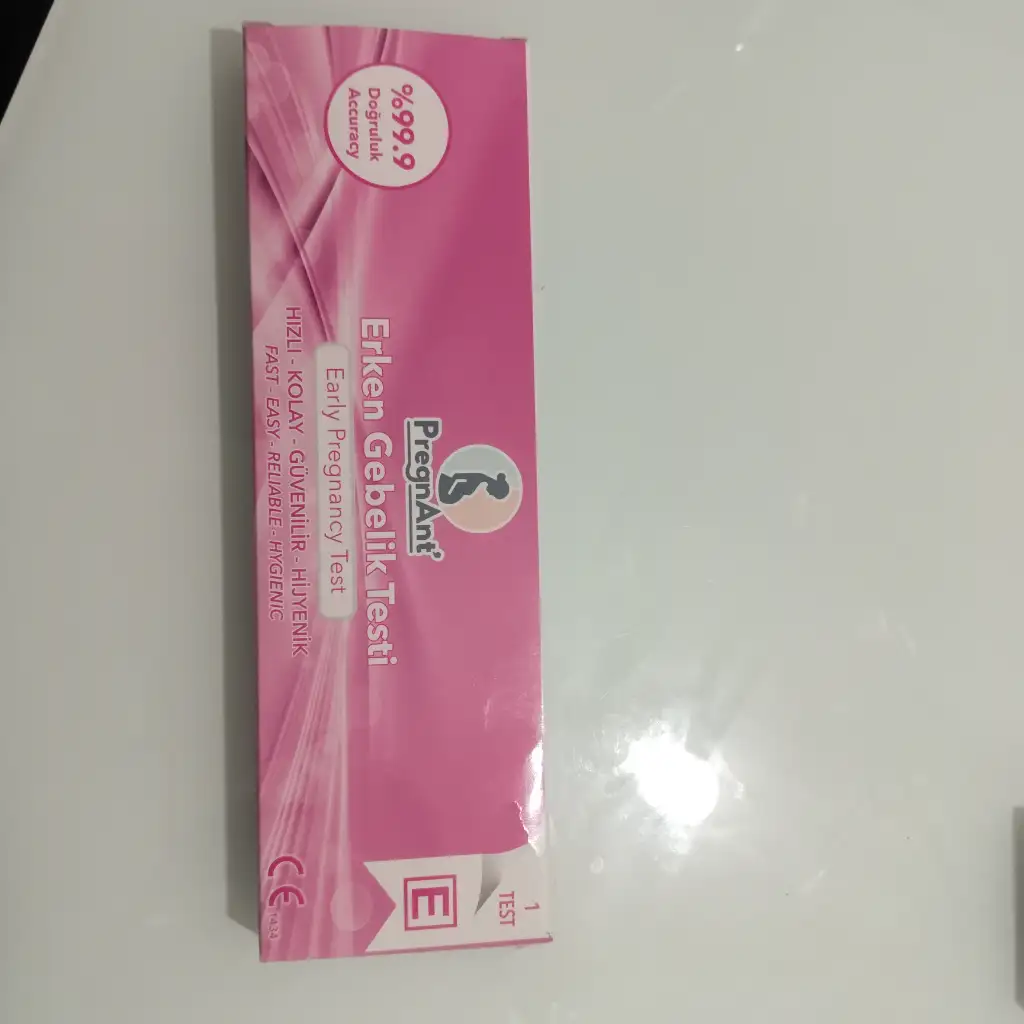 %99.9
Doğruluk
Accuracy
PregnAnt'
Erken Gebelik Testi
Early Pregnancy Test
HIZLI - KOLAY - GÜVENİLİR - HİJYENİK
FAST - EASY - RELIABLE - HYGIENIC
1
TEST
E
CE
1434